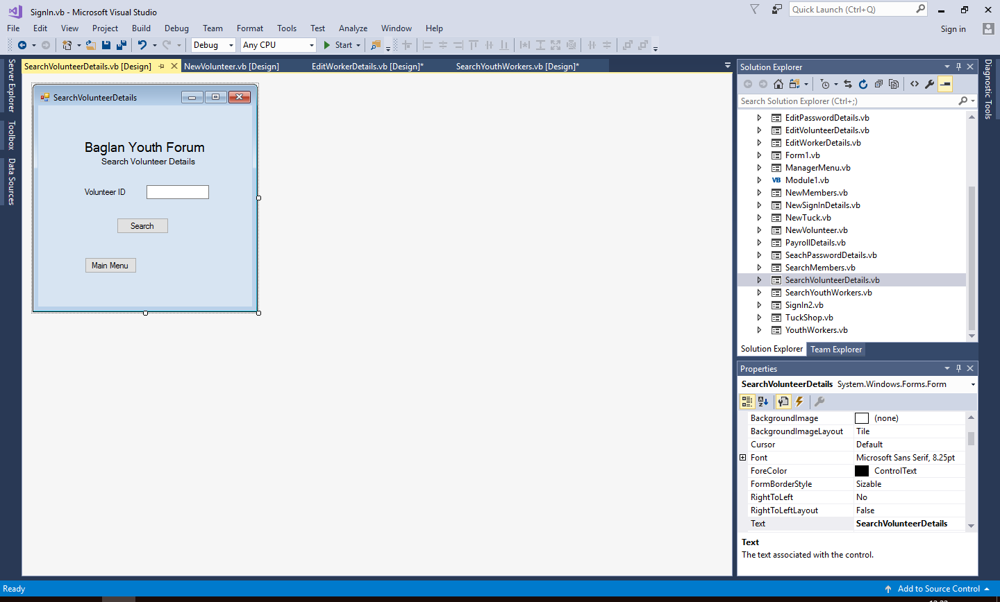 SignIn.vb - Microsoft Visual Studio
Quick Launch (Ctrl+Q)
File Edit View Project Build Debug Team Format Tools Test Analyze Window Help
Sign in
Debug Any CPU Start
SearchVolunteerDetails.vb [Design] NewVolunteer.vb [Design] EditWorkerDetails.vb [Design]* SearchYouthWorkers.vb [Design]*
Server Explorer
Toolbox
Data Sources
SearchVolunteerDetails
Baglan Youth Forum
Search Volunteer Details
Volunteer ID
Search
Main Menu
Solution Explorer
Search Solution Explorer (Ctrl+;)
EditPasswordDetails.vb
EditVolunteerDetails.vb
EditWorkerDetails.vb
Form1.vb
ManagerMenu.vb
VB Module1.vb
NewMembers.vb
NewSignInDetails.vb
NewTuck.vb
NewVolunteer.vb
PayrollDetails.vb
SeachPasswordDetails.vb
SearchMembers.vb
SearchVolunteerDetails.vb
SearchYouthWorkers.vb
SignIn2.vb
TuckShop.vb
YouthWorkers.vb
Solution Explorer Team Explorer
Diagnostic Tools
Properties
SearchVolunteerDetails System.Windows.Forms.Form
BackgroundImage (none)
BackgroundImageLayout Tile
Cursor Default
Font Microsoft Sans Serif, 8.25pt
ForeColor ControlText
FormBorderStyle Sizable
RightToLeft No
RightToLeftLayout False
Text SearchVolunteerDetails
Text
The text associated with the control.
Ready
Add to Source Control